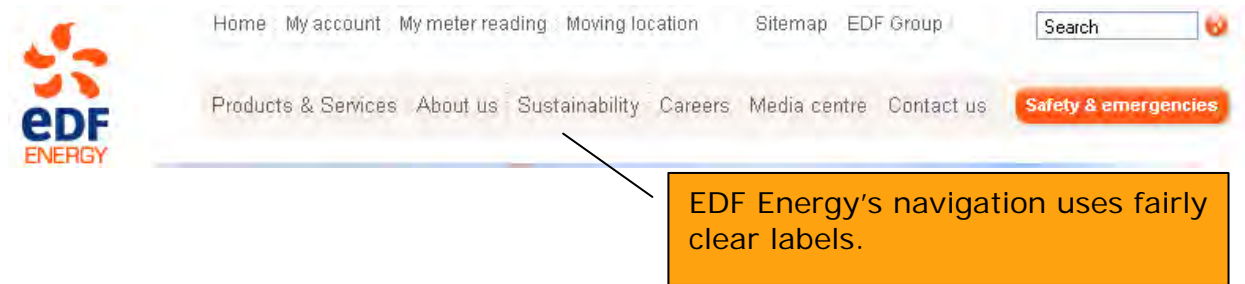 Home My account My meter reading Moving location Sitemap EDF Group Search
Products & Services About us Sustainability Careers Media centre Contact us Safety & emergencies
eDF
ENERGY
EDF Energy’s navigation uses fairly
clear labels.